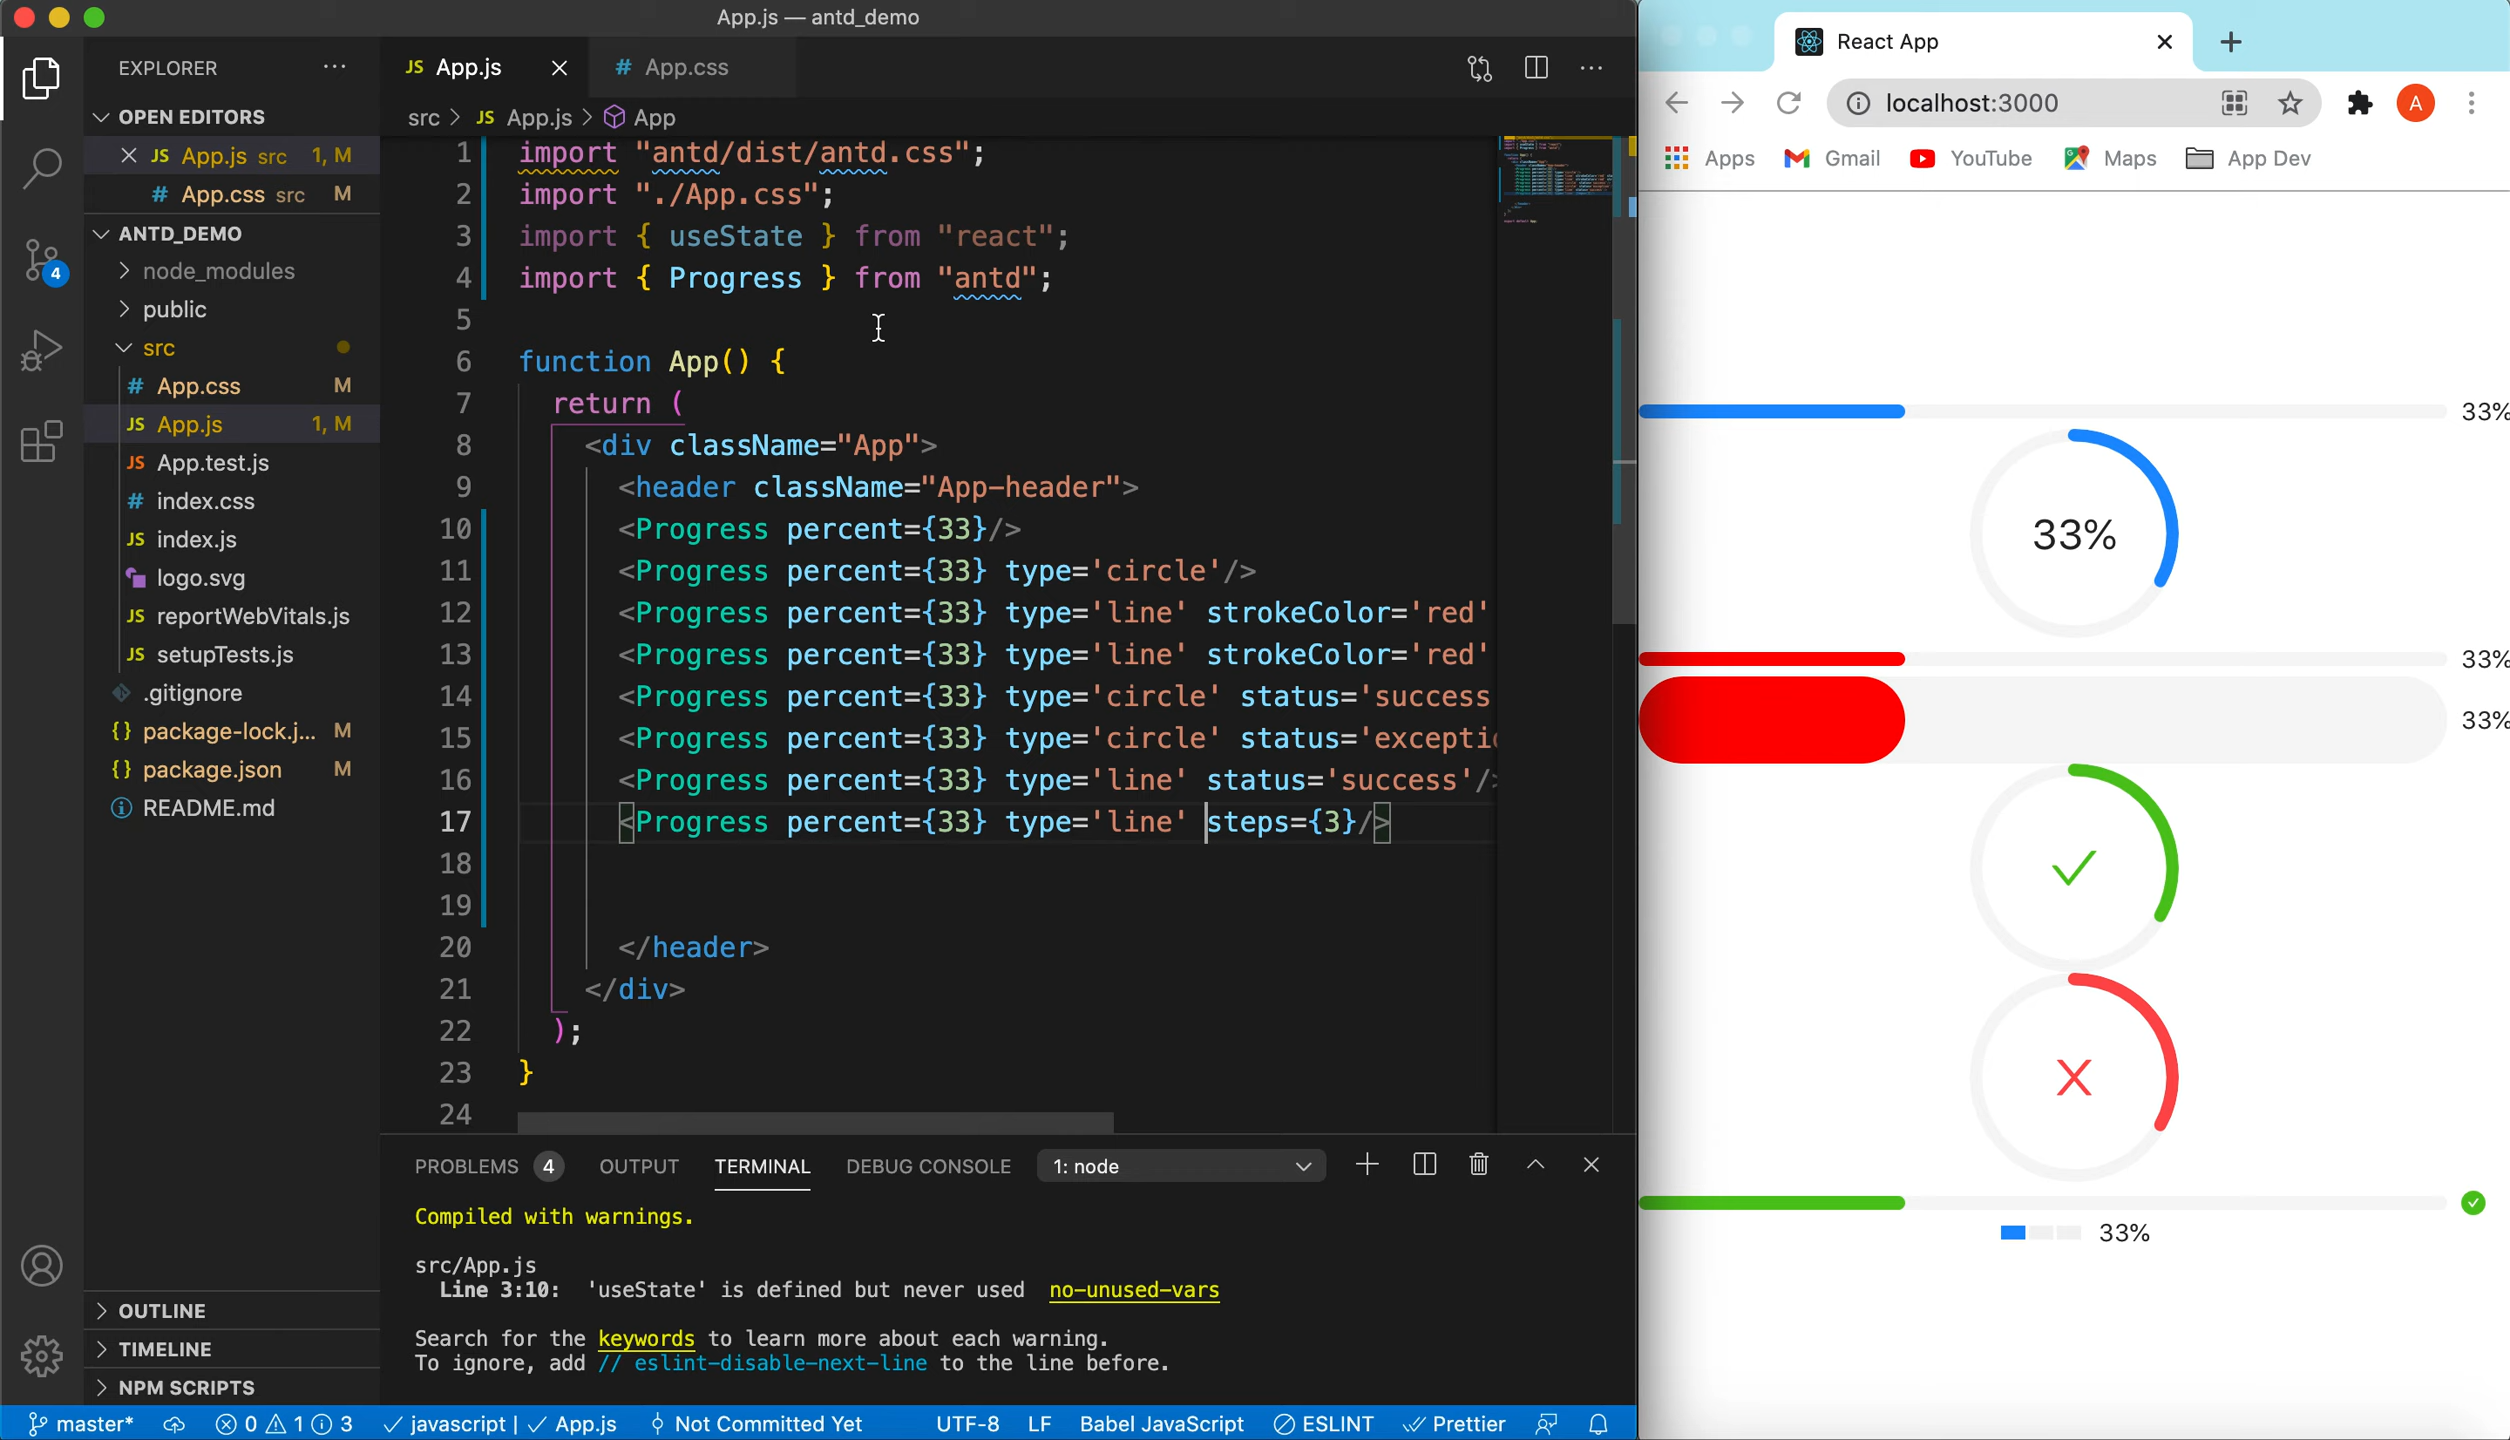 App.js — antd_demo
EXPLORER
OPEN EDITORS
JS App.js src 1, M
# App.css src M
ANTD_DEMO
node_modules
public
src
# App.css M
JS App.js 1, M
JS App.test.js
# index.css
JS index.js
logo.svg
JS reportWebVitals.js
JS setupTests.js
.gitignore
{} package-lock.j... M
{} package.json M
README.md
OUTLINE
TIMELINE
NPM SCRIPTS
4
JS App.js
# App.css
src > JS App.js > App
1 import "antd/dist/antd.css";
2 import "./App.css";
3 import { useState } from "react";
4 import { Progress } from "antd";
5
6 function App() {
7 return (
8 <div className="App">
9 <header className="App-header">
10 <Progress percent={33}/>
11 <Progress percent={33} type='circle'/>
12 <Progress percent={33} type='line' strokeColor='red'
13 <Progress percent={33} type='line' strokeColor='red'
14 <Progress percent={33} type='circle' status='success
15 <Progress percent={33} type='circle' status='excepti
16 <Progress percent={33} type='line' status='success'/>
17 <Progress percent={33} type='line' steps={3}/>
18
19
20 </header>
21 </div>
22 );
23 }
24
PROBLEMS 4 OUTPUT TERMINAL DEBUG CONSOLE 1: node
Compiled with warnings.
src/App.js
Line 3:10: 'useState' is defined but never used no-unused-vars
Search for the keywords to learn more about each warning.
To ignore, add // eslint-disable-next-line to the line before.
master* 0 1 3 javascript | App.js Not Committed Yet UTF-8 LF Babel JavaScript ESLINT Prettier
React App
localhost:3000
A
Apps Gmail YouTube Maps App Dev
33%
33%
33%
33%
33%